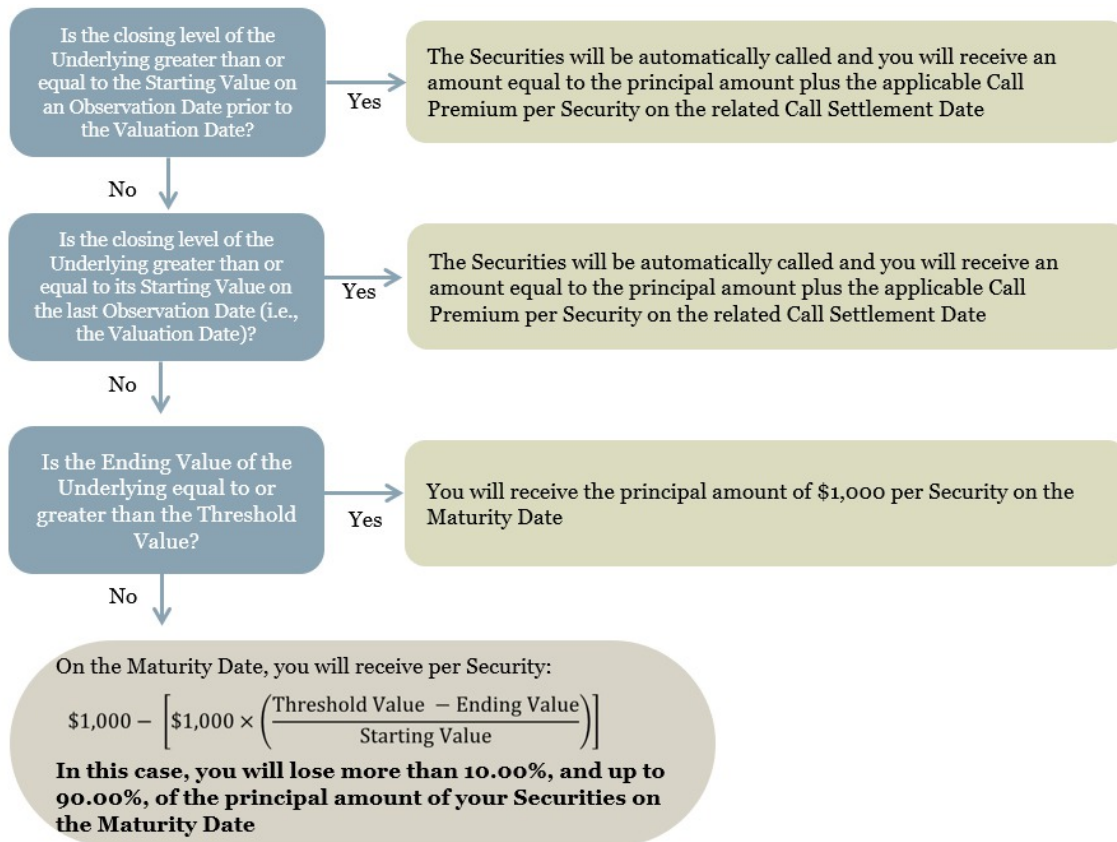 Is the closing level of the
Underlying greater than or
equal to the Starting Value on
an Observation Date prior to
the Valuation Date?
Yes
The Securities will be automatically called and you will receive an
amount equal to the principal amount plus the applicable Call
Premium per Security on the related Call Settlement Date
No
Is the closing level of the
Underlying greater than or
equal to its Starting Value on
the last Observation Date (i.e.,
the Valuation Date)?
Yes
The Securities will be automatically called and you will receive an
amount equal to the principal amount plus the applicable Call
Premium per Security on the related Call Settlement Date
No
Is the Ending Value of the
Underlying equal to or
greater than the Threshold
Value?
Yes
You will receive the principal amount of $1,000 per Security on the
Maturity Date
No
On the Maturity Date, you will receive per Security:
$1,000 − [$1,000 × (Threshold Value − Ending Value / Starting Value)]
In this case, you will lose more than 10.00%, and up to
90.00%, of the principal amount of your Securities on
the Maturity Date